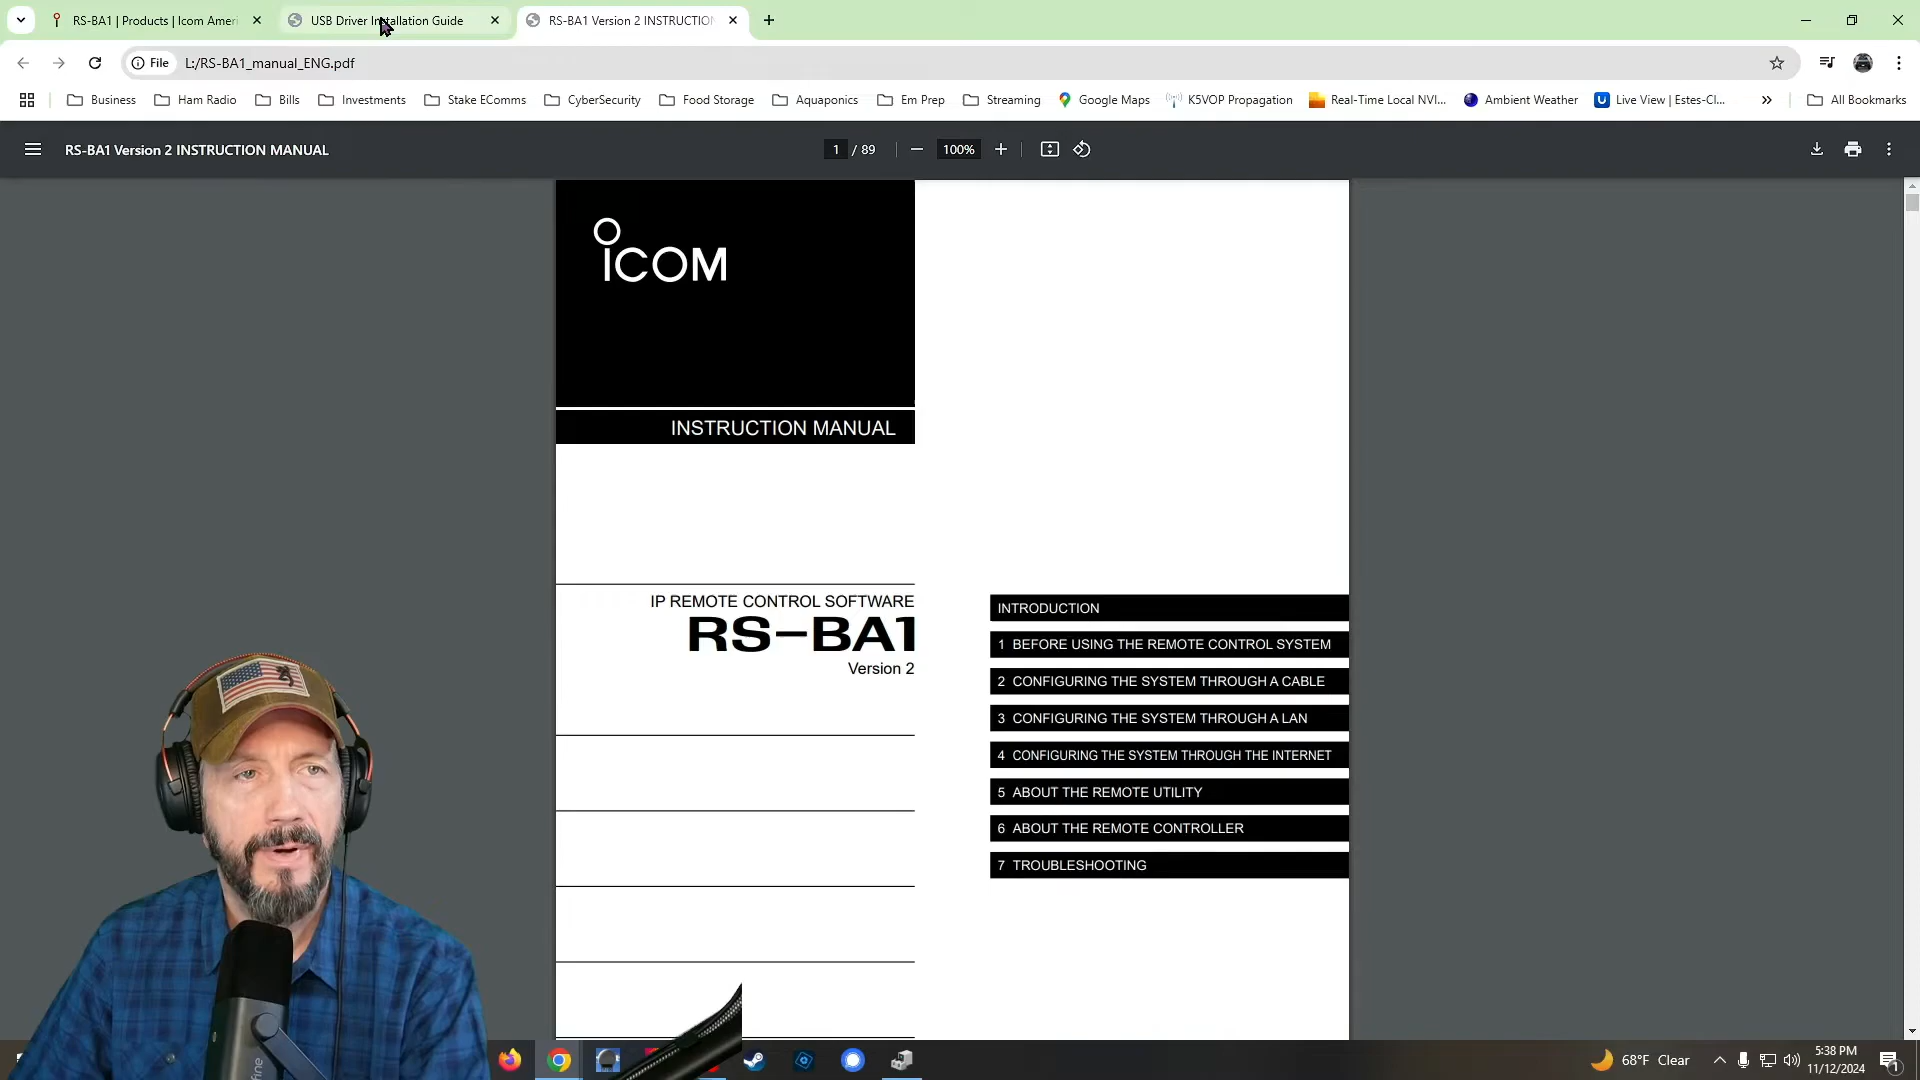 RS-BA1 | Products | Icom Ameri
USB Driver Installation Guide
RS-BA1 Version 2 INSTRUCTION
File
L:/RS-BA1_manual_ENG.pdf
Business
Ham Radio
Bills
Investments
Stake EComms
CyberSecurity
Food Storage
Aquaponics
Em Prep
Streaming
Google Maps
K5VOP Propagation
Real-Time Local NVI...
Ambient Weather
Live View | Estes-Cl...
All Bookmarks
RS-BA1 Version 2 INSTRUCTION MANUAL
1 / 89
100%
ICOM
INSTRUCTION MANUAL
IP REMOTE CONTROL SOFTWARE
RS-BA1
Version 2
INTRODUCTION
1 BEFORE USING THE REMOTE CONTROL SYSTEM
2 CONFIGURING THE SYSTEM THROUGH A CABLE
3 CONFIGURING THE SYSTEM THROUGH A LAN
4 CONFIGURING THE SYSTEM THROUGH THE INTERNET
5 ABOUT THE REMOTE UTILITY
6 ABOUT THE REMOTE CONTROLLER
7 TROUBLESHOOTING
68°F Clear
5:38 PM
11/12/2024
1